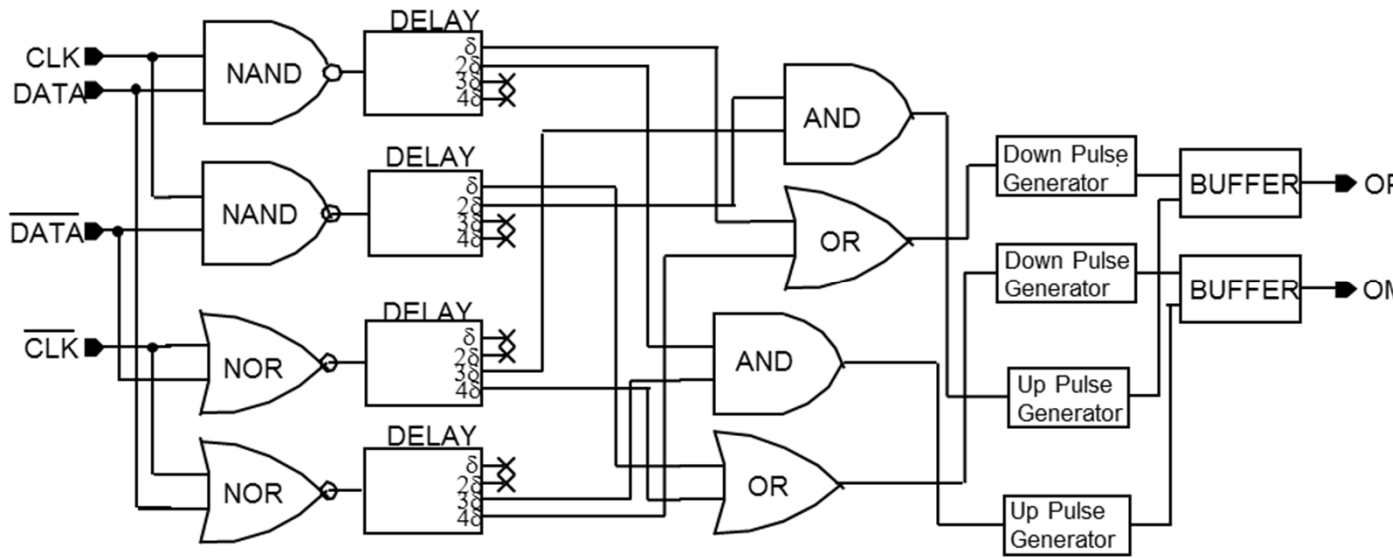 CLK
DATA
DATA
CLK
NAND
NAND
NOR
NOR
DELAY
δ
2δ
3δ
4δ
DELAY
δ
2δ
3δ
4δ
DELAY
δ
2δ
3δ
4δ
DELAY
δ
2δ
3δ
4δ
AND
OR
AND
OR
Down Pulse
Generator
Down Pulse
Generator
Up Pulse
Generator
Up Pulse
Generator
BUFFER
BUFFER